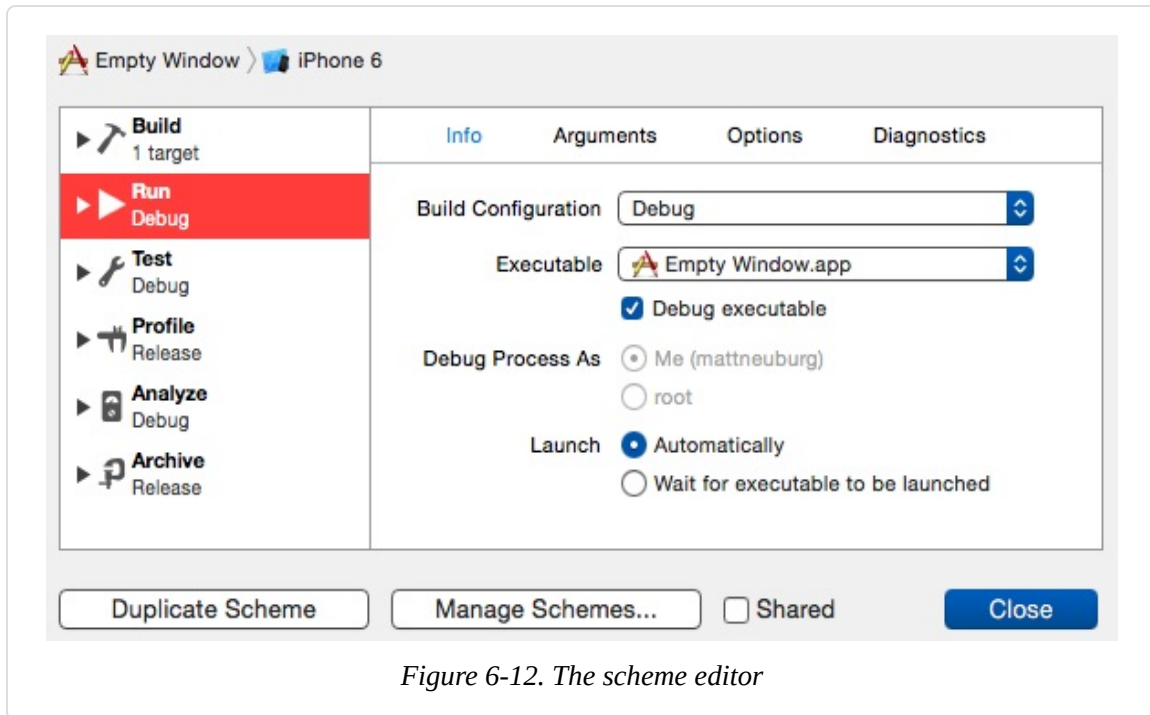 Empty Window 〉 iPhone 6
Build
1 target
Run
Debug
Test
Debug
Profile
Release
Analyze
Debug
Archive
Release
Info Arguments Options Diagnostics
Build Configuration Debug
Executable Empty Window.app
Debug executable
Debug Process As Me (mattneuburg)
root
Launch Automatically
Wait for executable to be launched
Duplicate Scheme Manage Schemes... Shared Close
Figure 6-12. The scheme editor